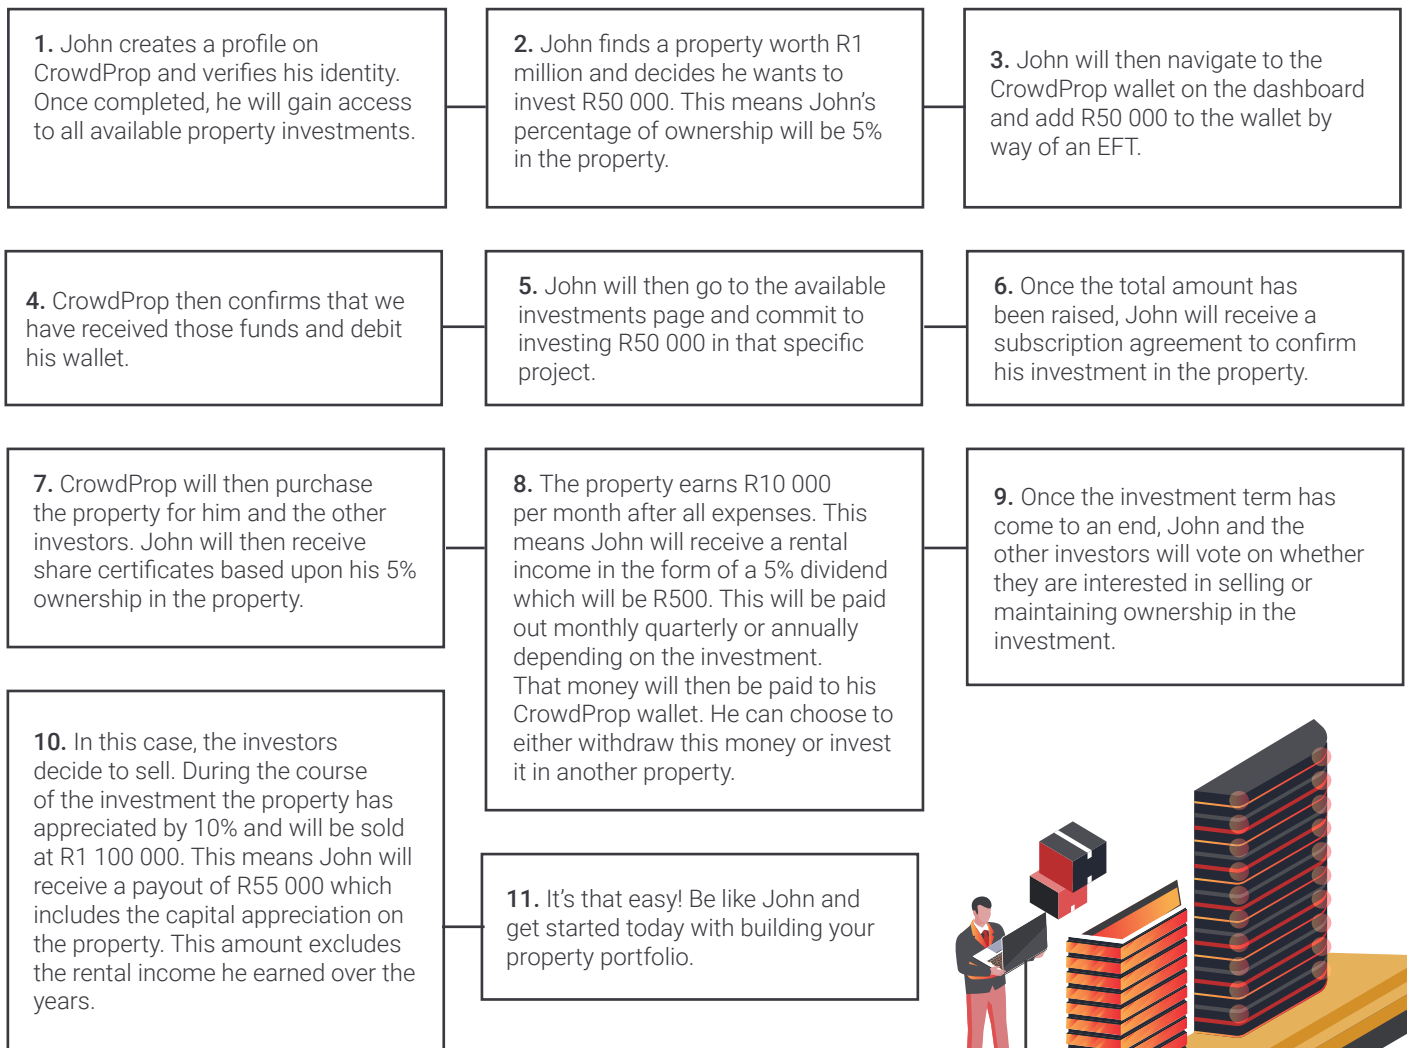 1. John creates a profile on
CrowdProp and verifies his identity.
Once completed, he will gain access
to all available property investments.
2. John finds a property worth R1
million and decides he wants to
invest R50 000. This means John's
percentage of ownership will be 5%
in the property.
3. John will then navigate to the
CrowdProp wallet on the dashboard
and add R50 000 to the wallet by
way of an EFT.
4. CrowdProp then confirms that we
have received those funds and debit
his wallet.
5. John will then go to the available
investments page and commit to
investing R50 000 in that specific
project.
6. Once the total amount has
been raised, John will receive a
subscription agreement to confirm
his investment in the property.
7. CrowdProp will then purchase
the property for him and the other
investors. John will then receive
share certificates based upon his 5%
ownership in the property.
8. The property earns R10 000
per month after all expenses. This
means John will receive a rental
income in the form of a 5% dividend
which will be R500. This will be paid
out monthly quarterly or annually
depending on the investment.
That money will then be paid to his
CrowdProp wallet. He can choose to
either withdraw this money or invest
it in another property.
9. Once the investment term has
come to an end, John and the
other investors will vote on whether
they are interested in selling or
maintaining ownership in the
investment.
10. In this case, the investors
decide to sell. During the course
of the investment the property has
appreciated by 10% and will be sold
at R1 100 000. This means John will
receive a payout of R55 000 which
includes the capital appreciation on
the property. This amount excludes
the rental income he earned over the
years.
11. It's that easy! Be like John and
get started today with building your
property portfolio.